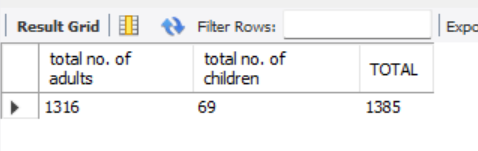 Result Grid Filter Rows: Expo
total no. of adults total no. of children TOTAL
1316 69 1385